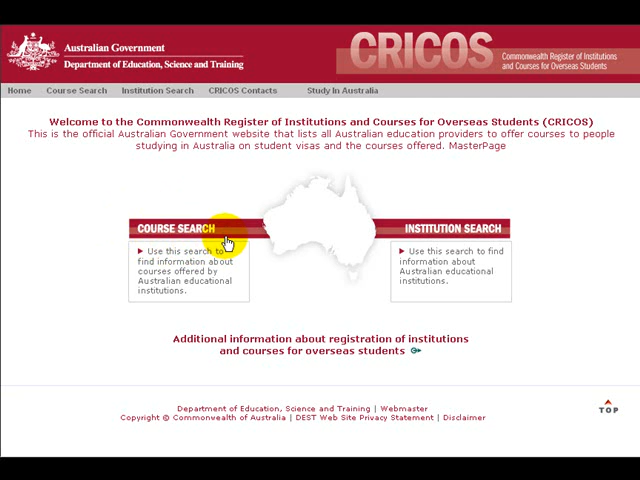 Australian Government
Department of Education, Science and Training
CRICOS
Commonwealth Register of Institutions
and Courses for Overseas Students
Home Course Search Institution Search CRICOS Contacts Study In Australia
Welcome to the Commonwealth Register of Institutions and Courses for Overseas Students (CRICOS)
This is the official Australian Government website that lists all Australian education providers to offer courses to people
studying in Australia on student visas and the courses offered. MasterPage
COURSE SEARCH
Use this search to
find information about
courses offered by
Australian educational
institutions.
INSTITUTION SEARCH
Use this search to find
information about
Australian educational
institutions.
Additional information about registration of institutions
and courses for overseas students
Department of Education, Science and Training | Webmaster
Copyright © Commonwealth of Australia | DEST Web Site Privacy Statement | Disclaimer
TOP